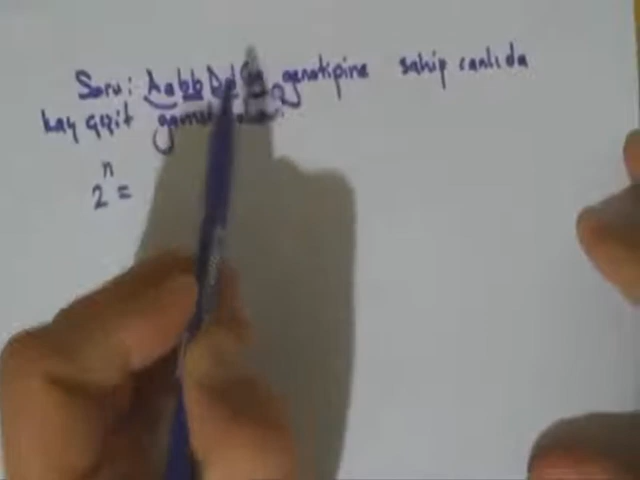 Soru: AabbDd genotipine sahip canlıda
kaç çeşit
2ⁿ =